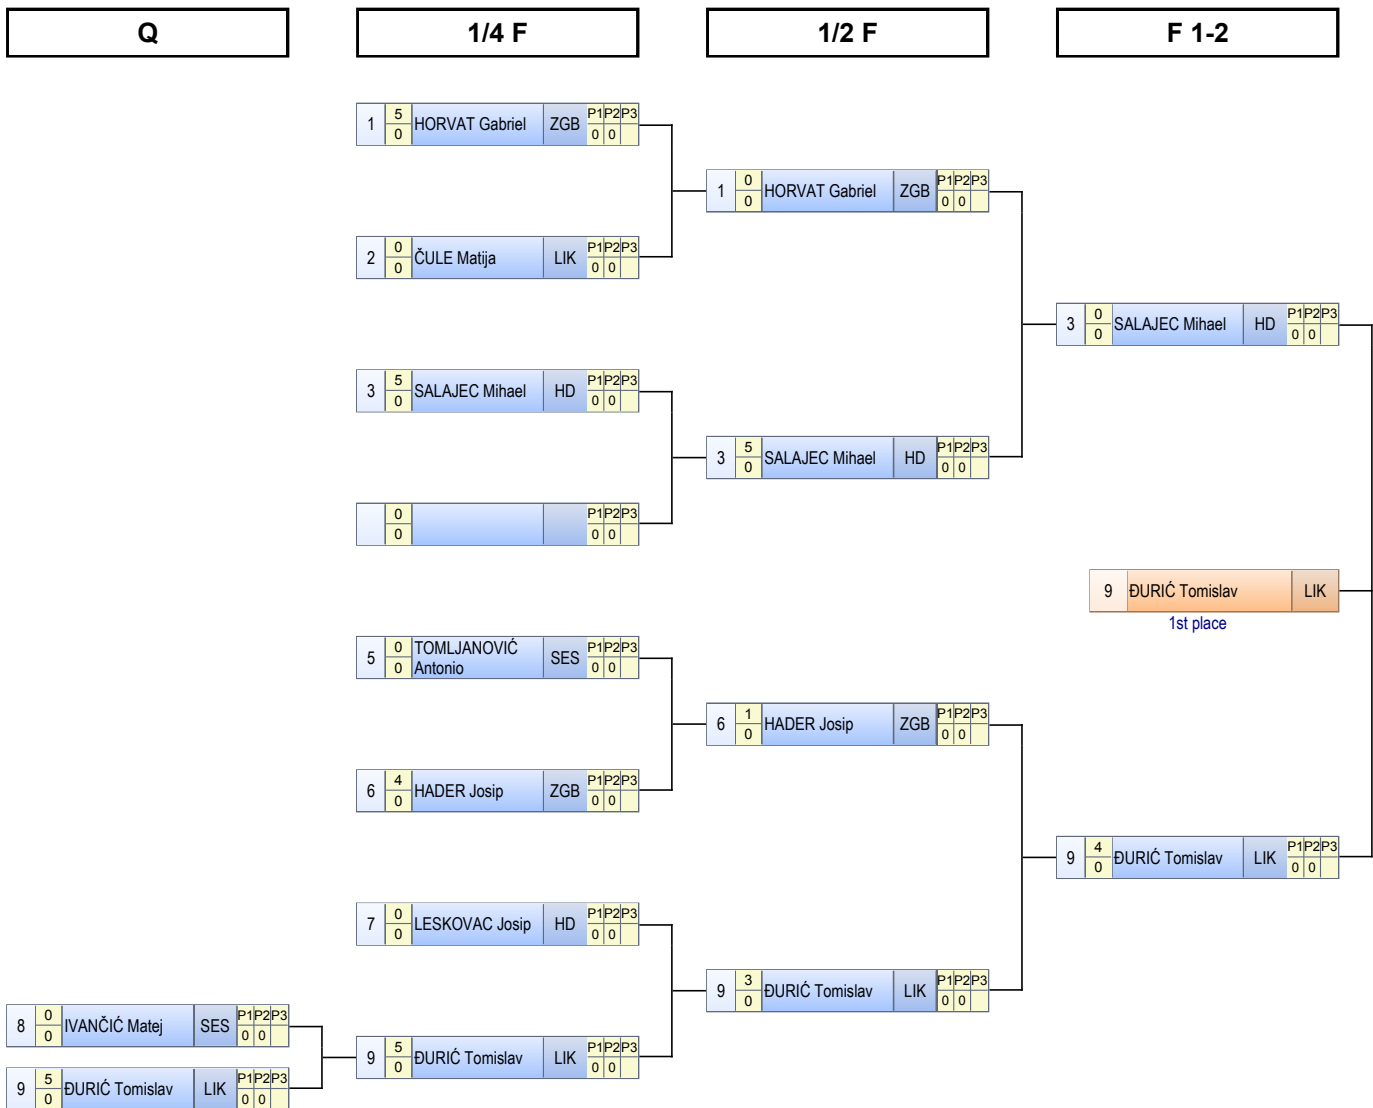 Q 1/4 F 1/2 F F 1-2
1 5 0 HORVAT Gabriel ZGB P1 P2 P3 0 0
1 0 0 HORVAT Gabriel ZGB P1 P2 P3 0 0
2 0 0 ČULE Matija LIK P1 P2 P3 0 0
3 0 0 SALAJEC Mihael HD P1 P2 P3 0 0
3 5 0 SALAJEC Mihael HD P1 P2 P3 0 0
3 5 0 SALAJEC Mihael HD P1 P2 P3 0 0
0 0 P1 P2 P3 0 0
9 ĐURIĆ Tomislav LIK
1st place
5 0 0 TOMLJANOVIĆ
Antonio SES P1 P2 P3 0 0
6 1 0 HADER Josip ZGB P1 P2 P3 0 0
6 4 0 HADER Josip ZGB P1 P2 P3 0 0
9 4 0 ĐURIĆ Tomislav LIK P1 P2 P3 0 0
7 0 0 LESKOVAC Josip HD P1 P2 P3 0 0
9 3 0 ĐURIĆ Tomislav LIK P1 P2 P3 0 0
8 0 0 IVANČIĆ Matej SES P1 P2 P3 0 0
9 5 0 ĐURIĆ Tomislav LIK P1 P2 P3 0 0
9 5 0 ĐURIĆ Tomislav LIK P1 P2 P3 0 0